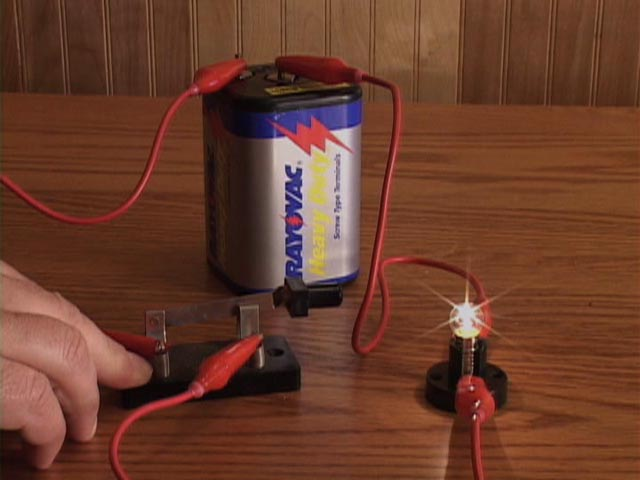 RAYOVAC
Heavy Duty
Screw Type Terminals